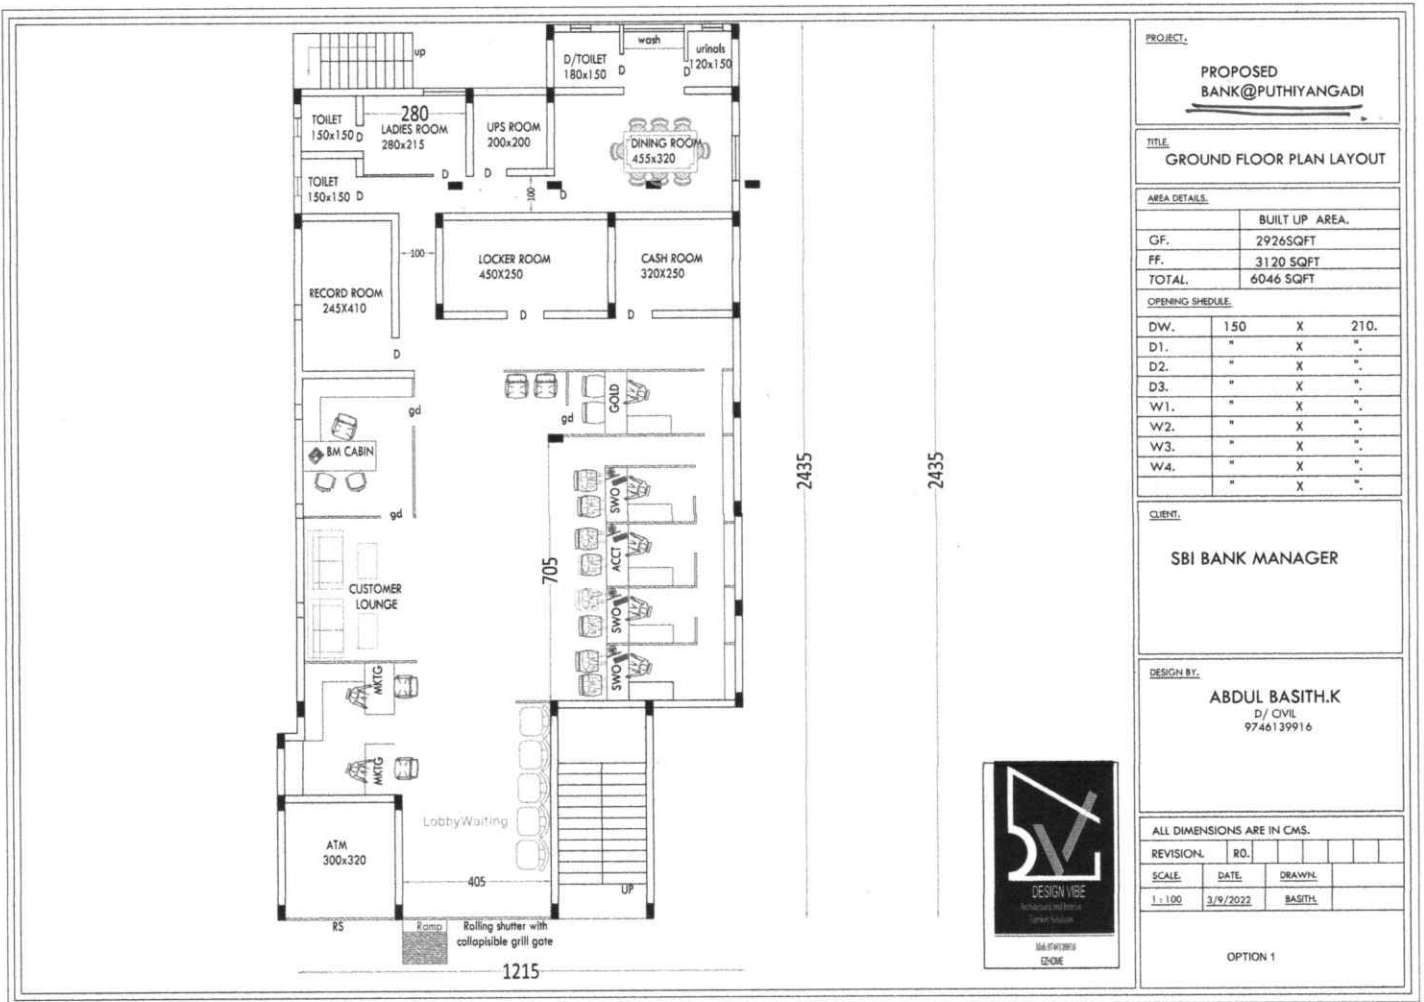 up
wash
D/TOILET
180x150
D
D
urinals
120x150
TOILET
150x150 D
280
LADIES ROOM
280x215
UPS ROOM
200x200
DINING ROOM
455x320
D
D
TOILET
150x150 D
100
D
100
RECORD ROOM
245X410
LOCKER ROOM
450X250
CASH ROOM
320X250
D
D
D
gd
gd
GOLD
BM CABIN
gd
SWO
ACCT
SWO
SWO
705
2435
2435
CUSTOMER
LOUNGE
MKTG
MKTG
LobbyWaiting
ATM
300x320
405
UP
RS
Ramp
Rolling shutter with
collapisible grill gate
1215
DESIGN VIBE
EZHOME
PROJECT.
PROPOSED
BANK@PUTHIYANGADI
TITLE.
GROUND FLOOR PLAN LAYOUT
AREA DETAILS.
BUILT UP AREA.
GF. 2926SQFT
FF. 3120 SQFT
TOTAL. 6046 SQFT
OPENING SHEDULE.
DW. 150 X 210.
D1. " X ".
D2. " X ".
D3. " X ".
W1. " X ".
W2. " X ".
W3. " X ".
W4. " X ".
" X ".
CLIENT.
SBI BANK MANAGER
DESIGN BY.
ABDUL BASITH.K
D/ CIVIL
9746139916
ALL DIMENSIONS ARE IN CMS.
REVISION. R0.
SCALE. DATE. DRAWN.
1 : 100 3/9/2022 BASITH.
OPTION 1